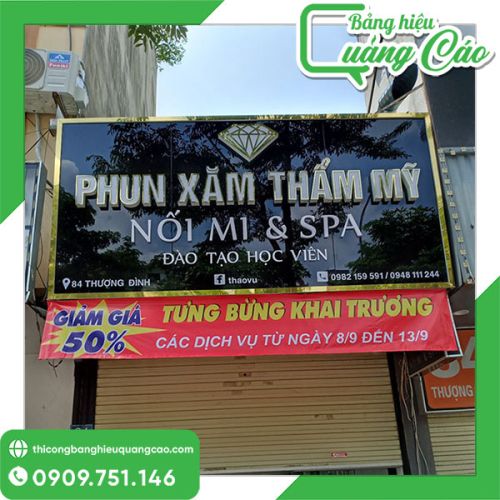 Bảng hiệu
Quảng Cáo
PHUN XĂM THẨM MỸ
NỐI MI & SPA
ĐÀO TẠO HỌC VIÊN
84 THƯỢNG ĐÌNH
thaovu
0982 159 591 / 0948 111 244
GIẢM GIÁ
50%
TƯNG BỪNG KHAI TRƯƠNG
CÁC DỊCH VỤ TỪ NGÀY 8/9 ĐẾN 13/9
THƯỢNG
thicongbanghieuquangcao.com
0909.751.146